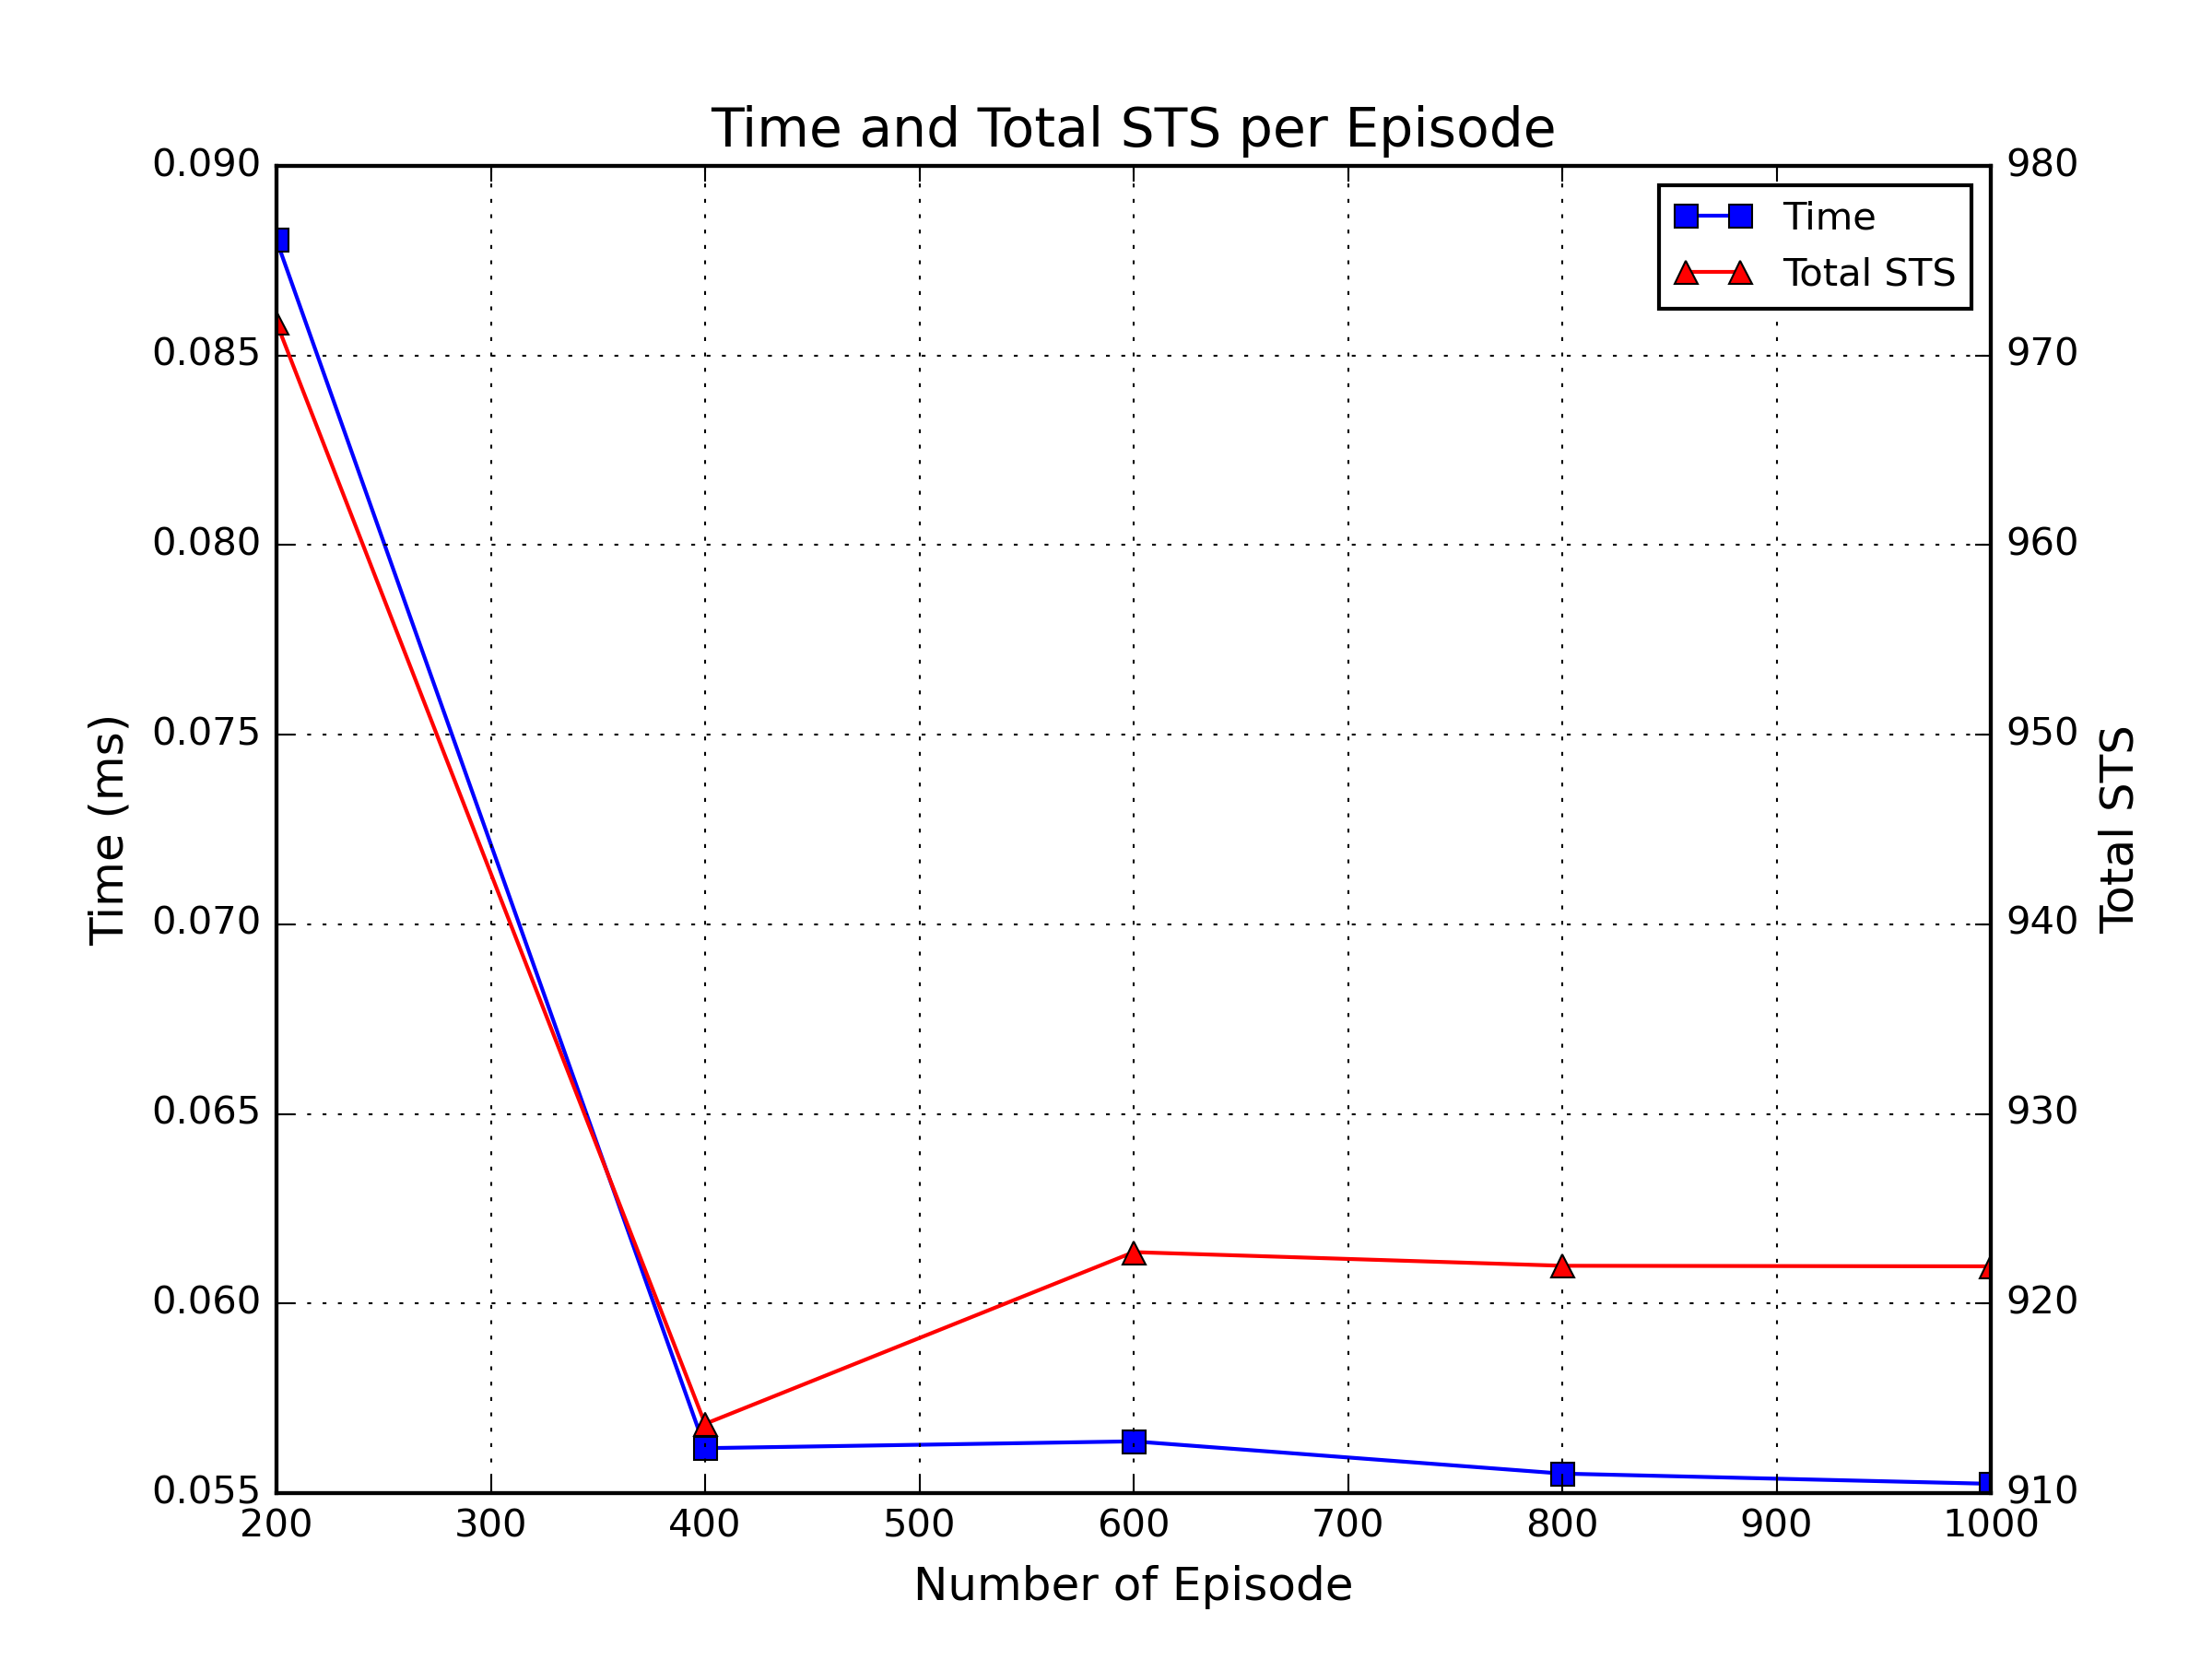 Time and Total STS per Episode
Time
Total STS
0.090
0.085
0.080
0.075
0.070
0.065
0.060
0.055
Time (ms)
980
970
960
950
940
930
920
910
Total STS
200 300 400 500 600 700 800 900 1000
Number of Episode